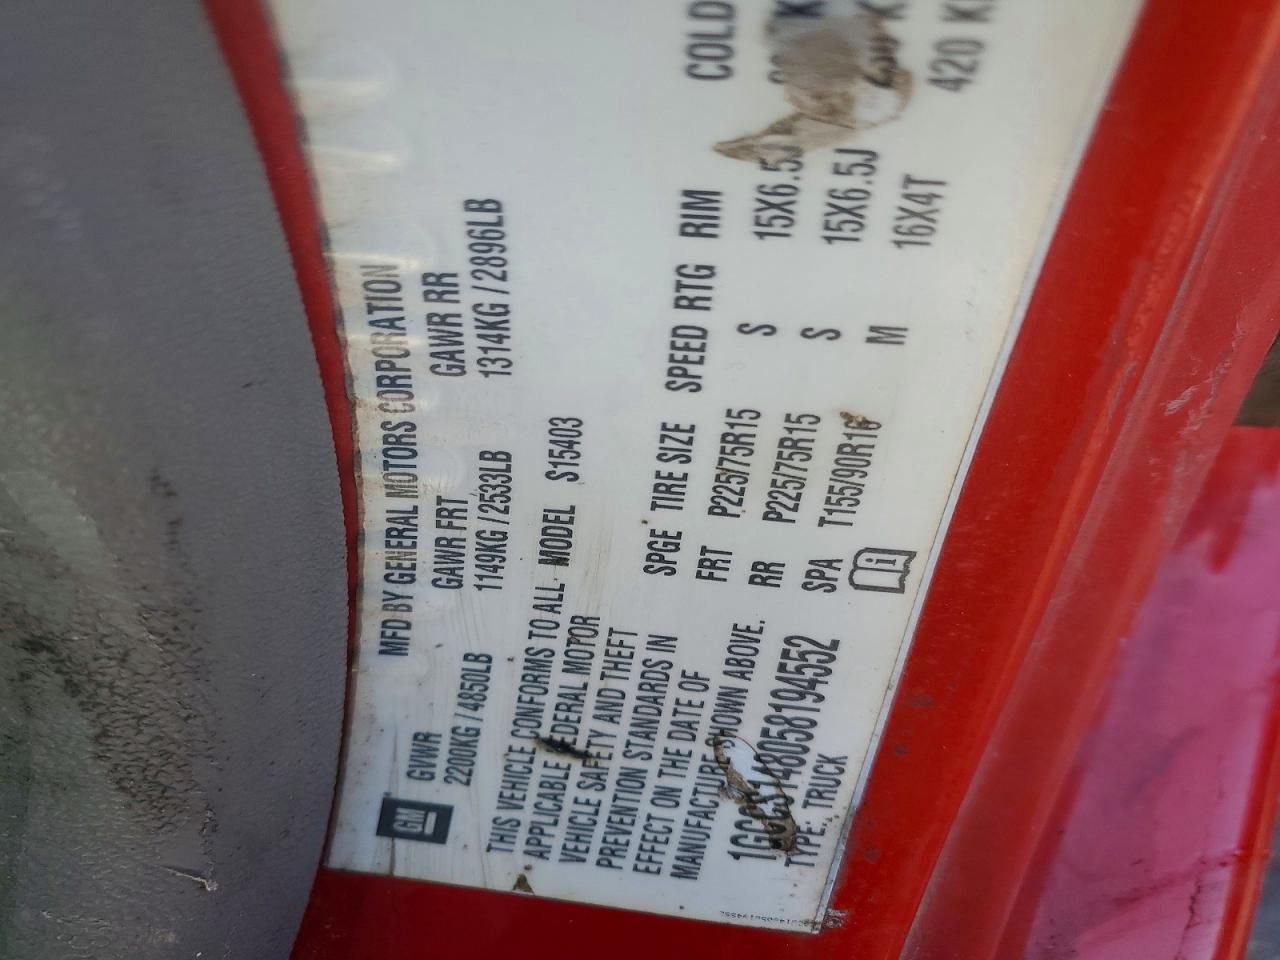 MFD BY GENERAL MOTORS CORPORATION
GM
GVWR GAWR FRT GAWR RR
2200KG / 4850LB 1149KG / 2533LB 1314KG / 2896LB
THIS VEHICLE CONFORMS TO ALL
APPLICABLE FEDERAL MOTOR
VEHICLE SAFETY AND THEFT
PREVENTION STANDARDS IN
EFFECT ON THE DATE OF
MANUFACTURE SHOWN ABOVE.
1GCCS148058194552
TYPE: TRUCK
MODEL S15403
SPGE TIRE SIZE SPEED RTG RIM COLD
FRT P225/75R15 S 15X6.5J
RR P225/75R15 S 15X6.5J
SPA T155/90R16 M 16X4T 420